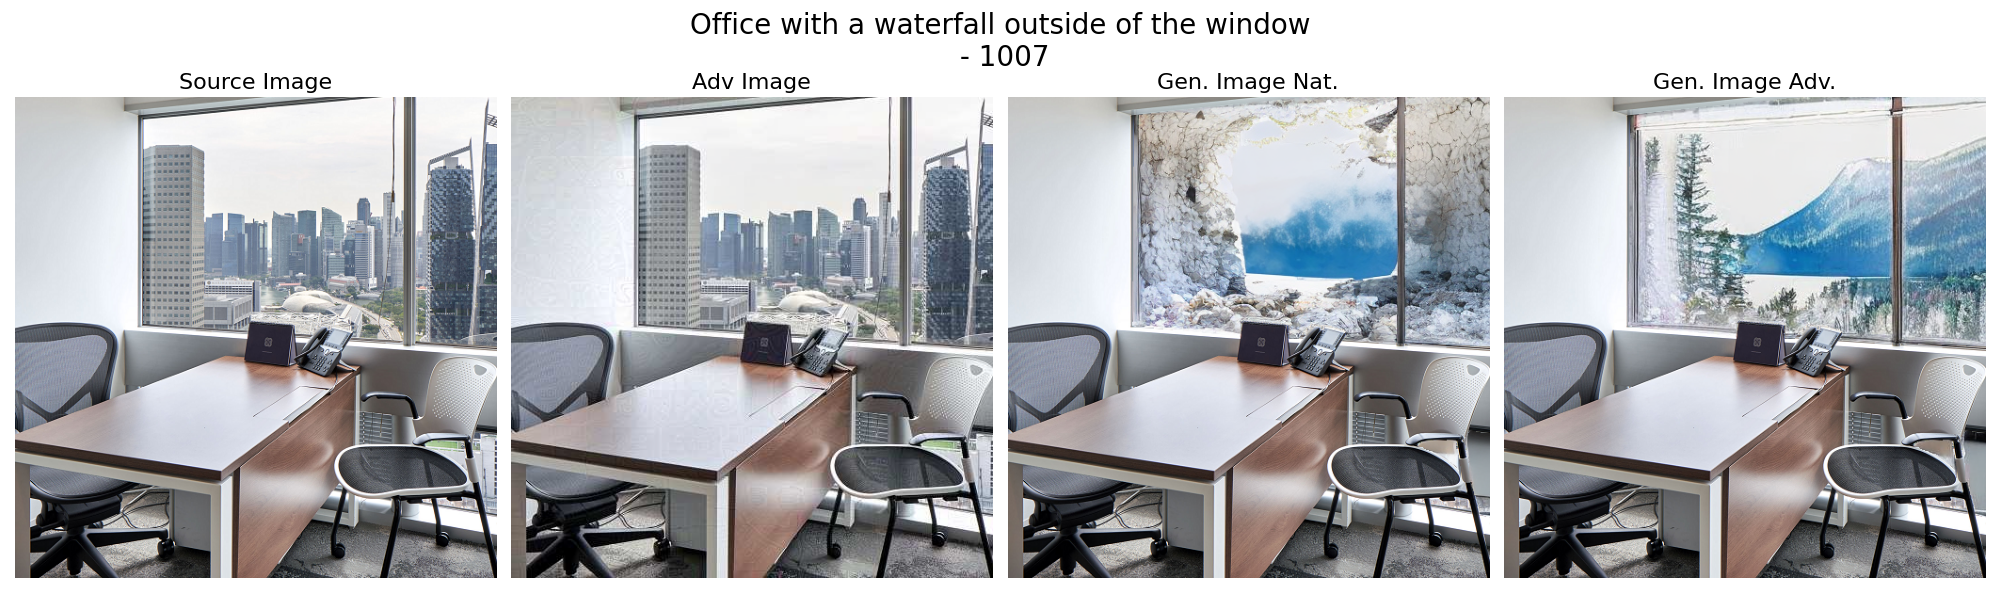 Office with a waterfall outside of the window
- 1007
Source Image
Adv Image
Gen. Image Nat.
Gen. Image Adv.